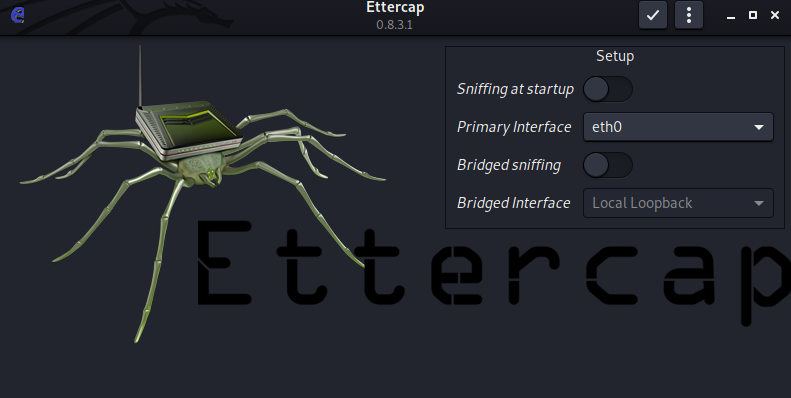 Ettercap
0.8.3.1
Setup
Sniffing at startup
Primary Interface eth0
Bridged sniffing
Bridged Interface Local Loopback
Ettercap